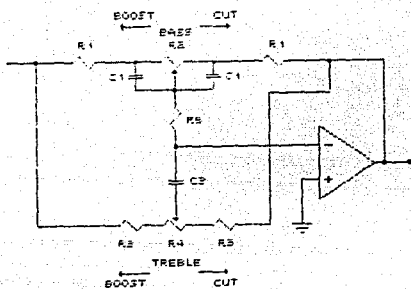 BOOST CUT
BASS
R1 R2 R1
C1 C1
R5
−
+
C3
R3 R4 R3
TREBLE
BOOST CUT